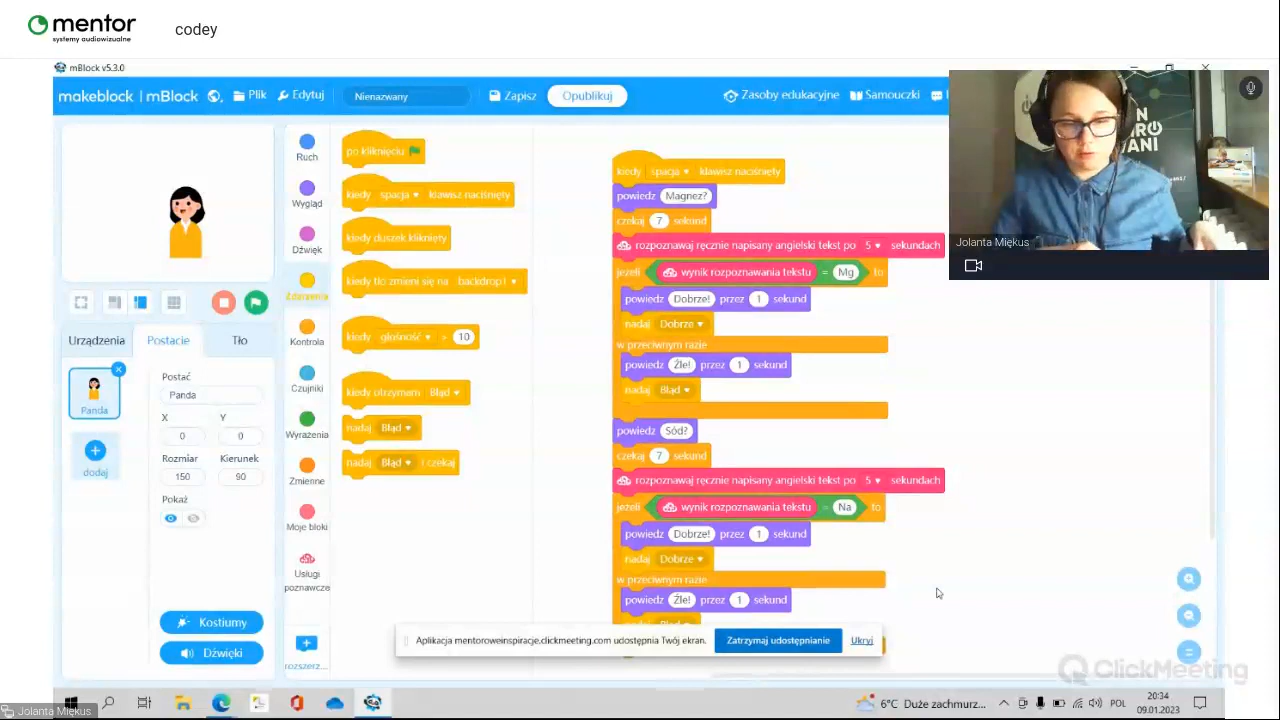 mentor
systemy audiowizualne
codey
mBlock v5.3.0
makeblock | mBlock
Plik
Edytuj
Nienazwany
Zapisz
Opublikuj
Zasoby edukacyjne
Samouczki
Jolanta Miękus
Ruch
Wygląd
Dźwięk
Zdarzenia
Kontrola
Czujniki
Wyrażenia
Zmienne
Moje bloki
Usługi
poznawcze
rozszerz...
po kliknięciu
kiedy spacja klawisz naciśnięty
kiedy duszek kliknięty
kiedy tło zmieni się na backdrop1
kiedy głośność > 10
kiedy otrzymam Błąd
nadaj Błąd
nadaj Błąd i czekaj
kiedy spacja klawisz naciśnięty
powiedz Magnez?
czekaj 7 sekund
rozpoznawaj ręcznie napisany angielski tekst po 5 sekundach
jeżeli wynik rozpoznawania tekstu = Mg to
powiedz Dobrze! przez 1 sekund
nadaj Dobrze
w przeciwnym razie
powiedz Źle! przez 1 sekund
nadaj Błąd
powiedz Sód?
czekaj 7 sekund
rozpoznawaj ręcznie napisany angielski tekst po 5 sekundach
jeżeli wynik rozpoznawania tekstu = Na to
powiedz Dobrze! przez 1 sekund
nadaj Dobrze
w przeciwnym razie
powiedz Źle! przez 1 sekund
Urządzenia
Postacie
Tło
Panda
dodaj
Postać
Panda
X Y
0 0
Rozmiar Kierunek
150 90
Pokaż
Kostiumy
Dźwięki
Aplikacja mentoroweinspiracje.clickmeeting.com udostępnia Twój ekran.
Zatrzymaj udostępnianie
Ukryj
ClickMeeting
6°C Duże zachmurz...
POL
20:34
09.01.2023
Jolanta Miękus